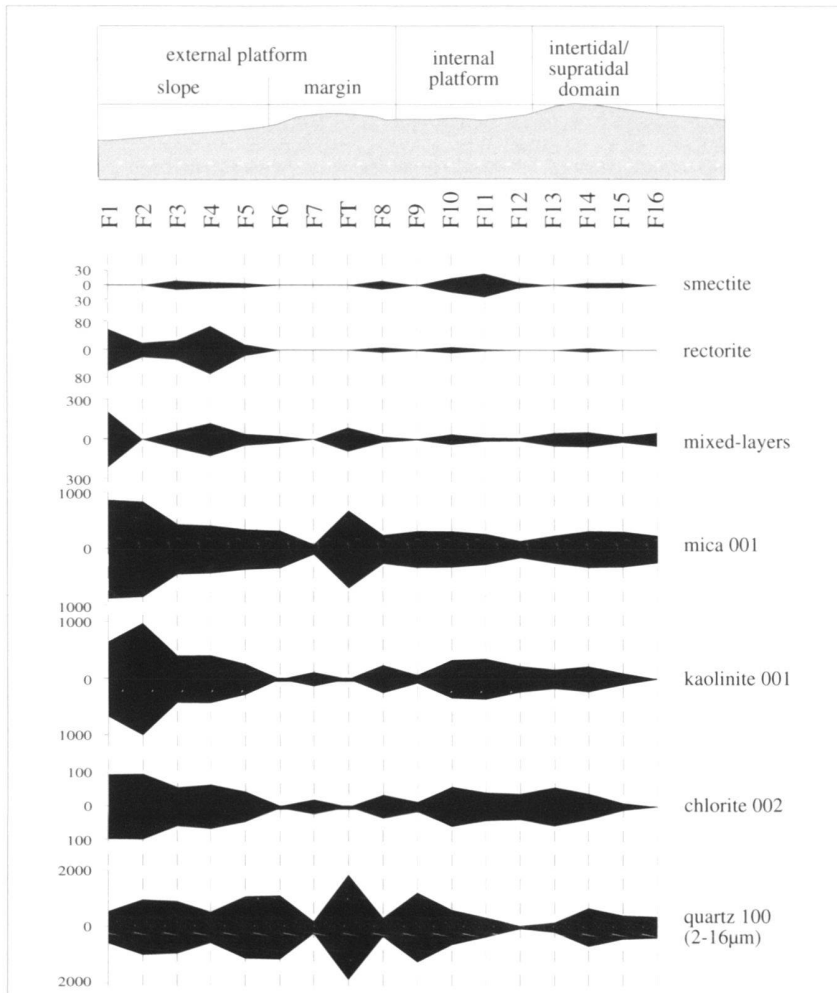 external platform
internal
platform
intertidal/
supratidal
domain
slope
margin
F1 F2 F3 F4 F5 F6 F7 FT F8 F9 F10 F11 F12 F13 F14 F15 F16
30
0
30
smectite
80
0
80
rectorite
300
0
300
mixed-layers
1000
0
1000
mica 001
1000
0
1000
kaolinite 001
100
0
100
chlorite 002
2000
0
2000
quartz 100
(2-16μm)